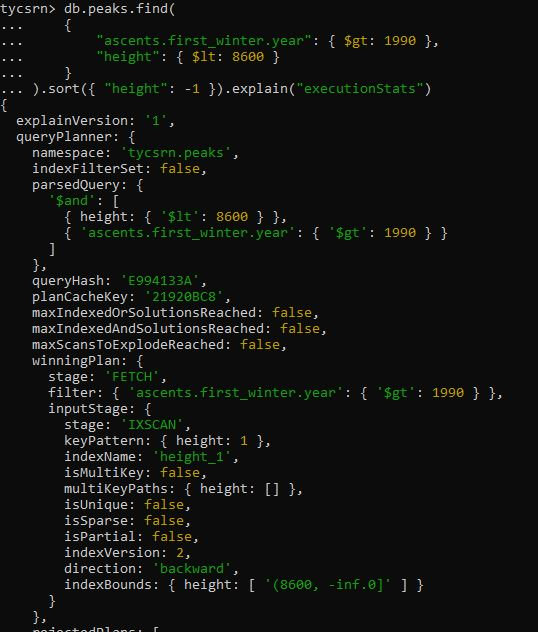 tycsrn> db.peaks.find(
...     {
...         "ascents.first_winter.year": { $gt: 1990 },
...         "height": { $lt: 8600 }
...     }
... ).sort({ "height": -1 }).explain("executionStats")
{
  explainVersion: '1',
  queryPlanner: {
    namespace: 'tycsrn.peaks',
    indexFilterSet: false,
    parsedQuery: {
      '$and': [
        { height: { '$lt': 8600 } },
        { 'ascents.first_winter.year': { '$gt': 1990 } }
      ]
    },
    queryHash: 'E994133A',
    planCacheKey: '21920BC8',
    maxIndexedOrSolutionsReached: false,
    maxIndexedAndSolutionsReached: false,
    maxScansToExplodeReached: false,
    winningPlan: {
      stage: 'FETCH',
      filter: { 'ascents.first_winter.year': { '$gt': 1990 } },
      inputStage: {
        stage: 'IXSCAN',
        keyPattern: { height: 1 },
        indexName: 'height_1',
        isMultiKey: false,
        multiKeyPaths: { height: [] },
        isUnique: false,
        isSparse: false,
        isPartial: false,
        indexVersion: 2,
        direction: 'backward',
        indexBounds: { height: [ '(8600, -inf.0]' ] }
      }
    },
    rejectedPlans: [